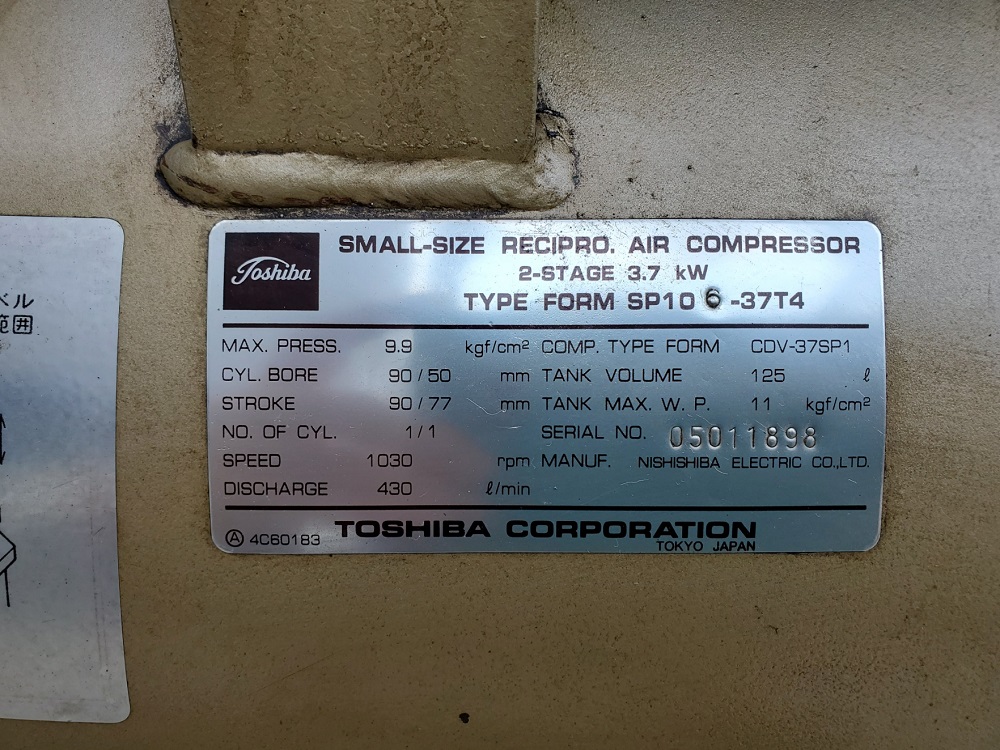 ベル
範囲
Toshiba
SMALL-SIZE RECIPRO. AIR COMPRESSOR
2-STAGE 3.7 kW
TYPE FORM SP10 6 -37T4
MAX. PRESS. 9.9 kgf/cm² COMP. TYPE FORM CDV-37SP1
CYL. BORE 90/50 mm TANK VOLUME 125 ℓ
STROKE 90/77 mm TANK MAX. W. P. 11 kgf/cm²
NO. OF CYL. 1/1 SERIAL NO. 05011898
SPEED 1030 rpm MANUF. NISHISHIBA ELECTRIC CO.,LTD.
DISCHARGE 430 ℓ/min
Ⓐ 4C60183 TOSHIBA CORPORATION
TOKYO JAPAN